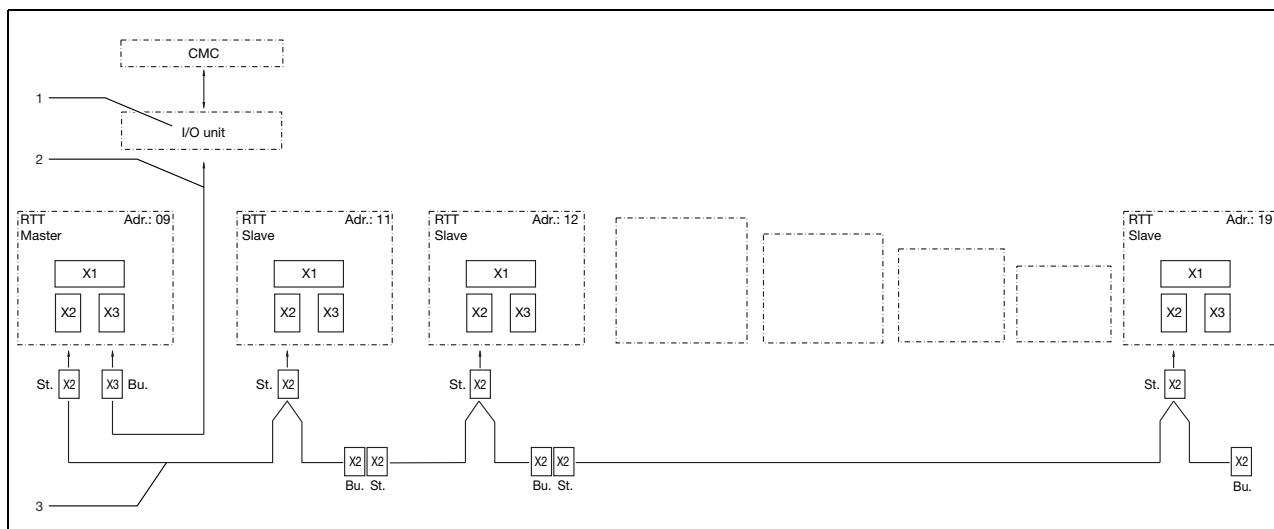 CMC
1
I/O unit
2
RTT Adr.: 09
Master
RTT Adr.: 11
Slave
RTT Adr.: 12
Slave
RTT Adr.: 19
Slave
X1
X1
X1
X1
X2 X3
X2 X3
X2 X3
X2 X3
St. X2
X3 Bu.
St. X2
St. X2
St. X2
X2 X2
X2 X2
X2
Bu. St.
Bu. St.
Bu.
3